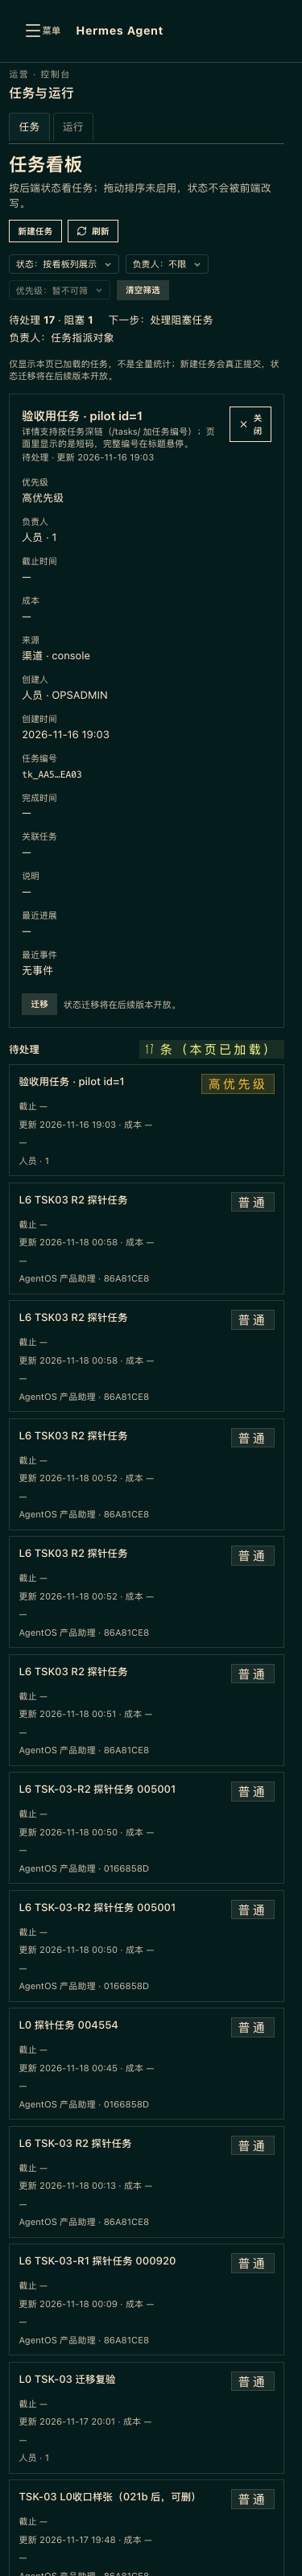 菜单 Hermes Agent
运营 · 控制台
任务与运行
任务 运行
任务看板
按后端状态看任务；拖动排序未启用，状态不会被前端改
写。
新建任务 刷新
状态：按看板列展示 负责人：不限
优先级：暂不可筛 清空筛选
待处理 17 · 阻塞 1 下一步：处理阻塞任务
负责人：任务指派对象
仅显示本页已加载的任务，不是全量统计；新建任务会真正提交，状
态迁移将在后续版本开放。
验收用任务 · pilot id=1
关
闭
详情支持按任务深链（/tasks/ 加任务编号）；页
面里显示的是短码，完整编号在标题悬停。
待处理 · 更新 2026-11-16 19:03
优先级
高优先级
负责人
人员 · 1
截止时间
—
成本
—
来源
渠道 · console
创建人
人员 · OPSADMIN
创建时间
2026-11-16 19:03
任务编号
tk_AA5…EA03
完成时间
—
关联任务
—
说明
—
最近进展
—
最近事件
无事件
迁移 状态迁移将在后续版本开放。
待处理 17 条（本页已加载）
验收用任务 · pilot id=1 高优先级
截止 —
更新 2026-11-16 19:03 · 成本 —
—
人员 · 1
L6 TSK03 R2 探针任务 普通
截止 —
更新 2026-11-18 00:58 · 成本 —
—
AgentOS 产品助理 · 86A81CE8
L6 TSK03 R2 探针任务 普通
截止 —
更新 2026-11-18 00:58 · 成本 —
—
AgentOS 产品助理 · 86A81CE8
L6 TSK03 R2 探针任务 普通
截止 —
更新 2026-11-18 00:52 · 成本 —
—
AgentOS 产品助理 · 86A81CE8
L6 TSK03 R2 探针任务 普通
截止 —
更新 2026-11-18 00:52 · 成本 —
—
AgentOS 产品助理 · 86A81CE8
L6 TSK03 R2 探针任务 普通
截止 —
更新 2026-11-18 00:51 · 成本 —
—
AgentOS 产品助理 · 86A81CE8
L6 TSK-03-R2 探针任务 005001 普通
截止 —
更新 2026-11-18 00:50 · 成本 —
—
AgentOS 产品助理 · 0166858D
L6 TSK-03-R2 探针任务 005001 普通
截止 —
更新 2026-11-18 00:50 · 成本 —
—
AgentOS 产品助理 · 0166858D
L0 探针任务 004554 普通
截止 —
更新 2026-11-18 00:45 · 成本 —
—
AgentOS 产品助理 · 0166858D
L6 TSK-03 R2 探针任务 普通
截止 —
更新 2026-11-18 00:13 · 成本 —
—
AgentOS 产品助理 · 86A81CE8
L6 TSK-03-R1 探针任务 000920 普通
截止 —
更新 2026-11-18 00:09 · 成本 —
—
AgentOS 产品助理 · 86A81CE8
L0 TSK-03 迁移复验 普通
截止 —
更新 2026-11-17 20:01 · 成本 —
—
人员 · 1
TSK-03 L0收口样张（021b 后，可删） 普通
截止 —
更新 2026-11-17 19:48 · 成本 —
—
AgentOS 产品助理 · 86A81CE8